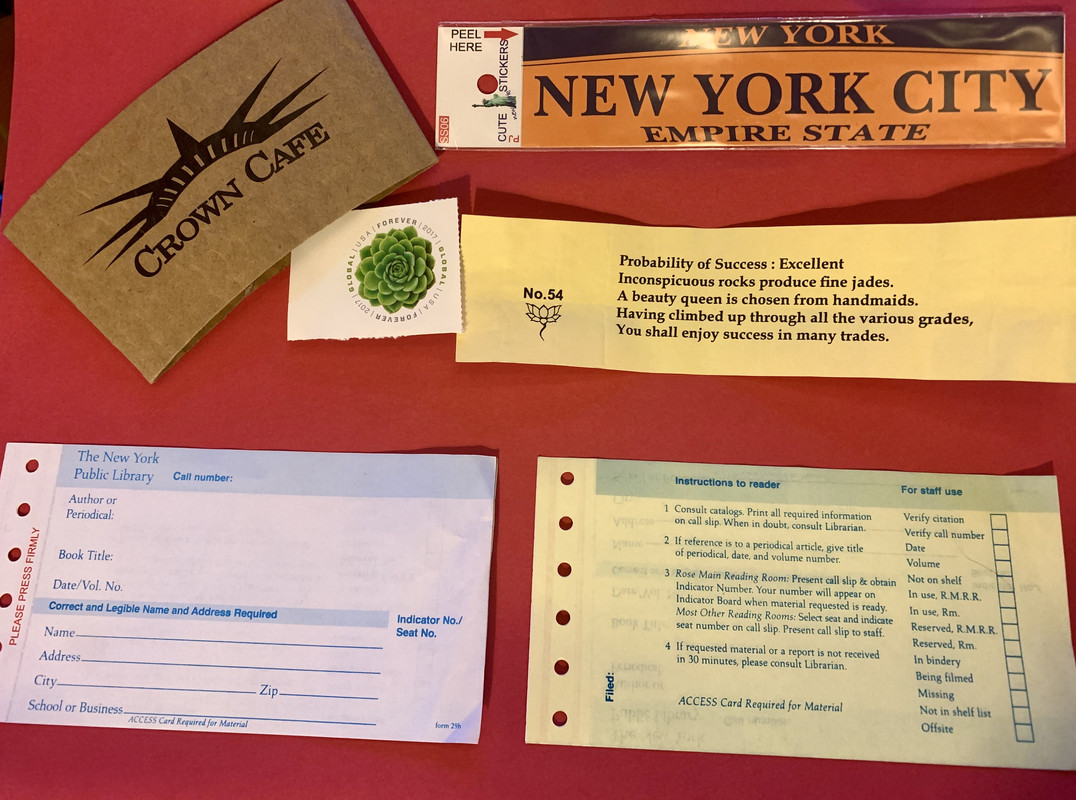 CROWN CAFE
PEEL
HERE
CUTE STICKERS
PJ
SS06
NEW YORK
NEW YORK CITY
EMPIRE STATE
GLOBAL | USA | FOREVER | 2017 | GLOBAL | USA | FOREVER | 2017 |
No.54
Probability of Success : Excellent
Inconspicuous rocks produce fine jades.
A beauty queen is chosen from handmaids.
Having climbed up through all the various grades,
You shall enjoy success in many trades.
The New York
Public Library
Call number:
Author or
Periodical:
Book Title:
Date/Vol. No.
PLEASE PRESS FIRMLY
Correct and Legible Name and Address Required
Indicator No./
Seat No.
Name
Address
City Zip
School or Business
ACCESS Card Required for Material
form 29b
Instructions to reader
1 Consult catalogs. Print all required information
on call slip. When in doubt, consult Librarian.
2 If reference is to a periodical article, give title
of periodical, date, and volume number.
3 Rose Main Reading Room: Present call slip & obtain
Indicator Number. Your number will appear on
Indicator Board when material requested is ready.
Most Other Reading Rooms: Select seat and indicate
seat number on call slip. Present call slip to staff.
4 If requested material or a report is not received
in 30 minutes, please consult Librarian.
ACCESS Card Required for Material
Filed:
For staff use
Verify citation
Verify call number
Date
Volume
Not on shelf
In use, R.M.R.R.
In use, Rm.
Reserved, R.M.R.R.
Reserved, Rm.
In bindery
Being filmed
Missing
Not in shelf list
Offsite